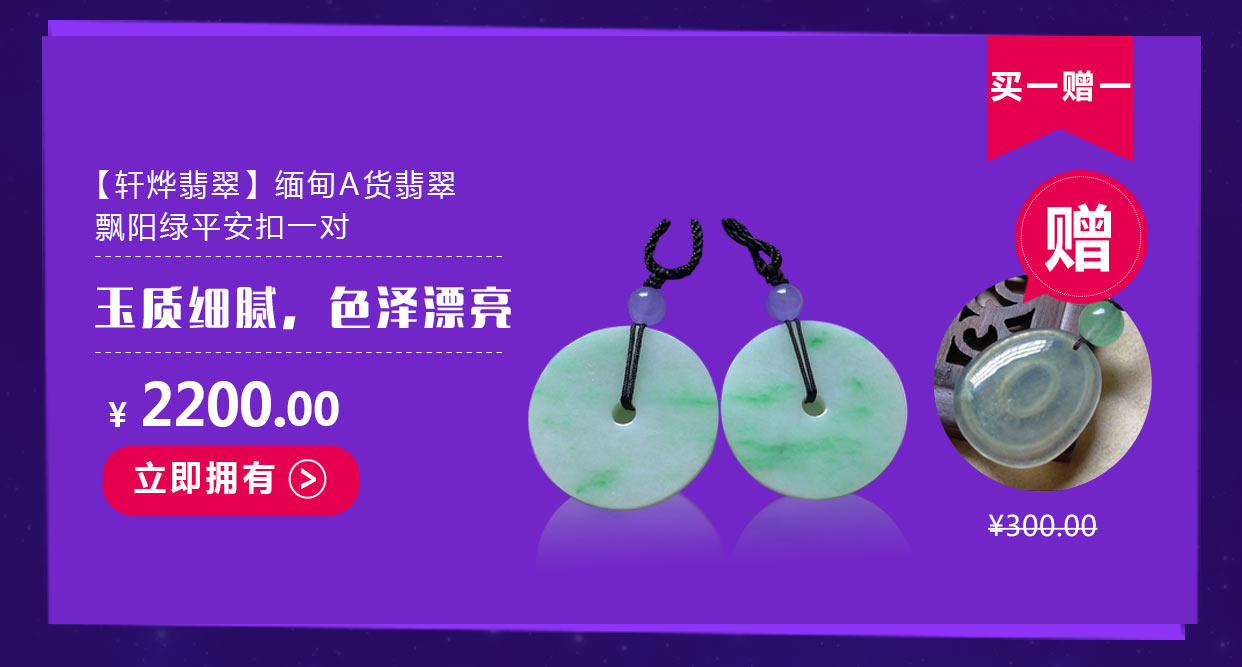 买一赠一
【轩烨翡翠】缅甸A货翡翠
飘阳绿平安扣一对
玉质细腻，色泽漂亮
¥ 2200.00
立即拥有 >
赠
¥300.00